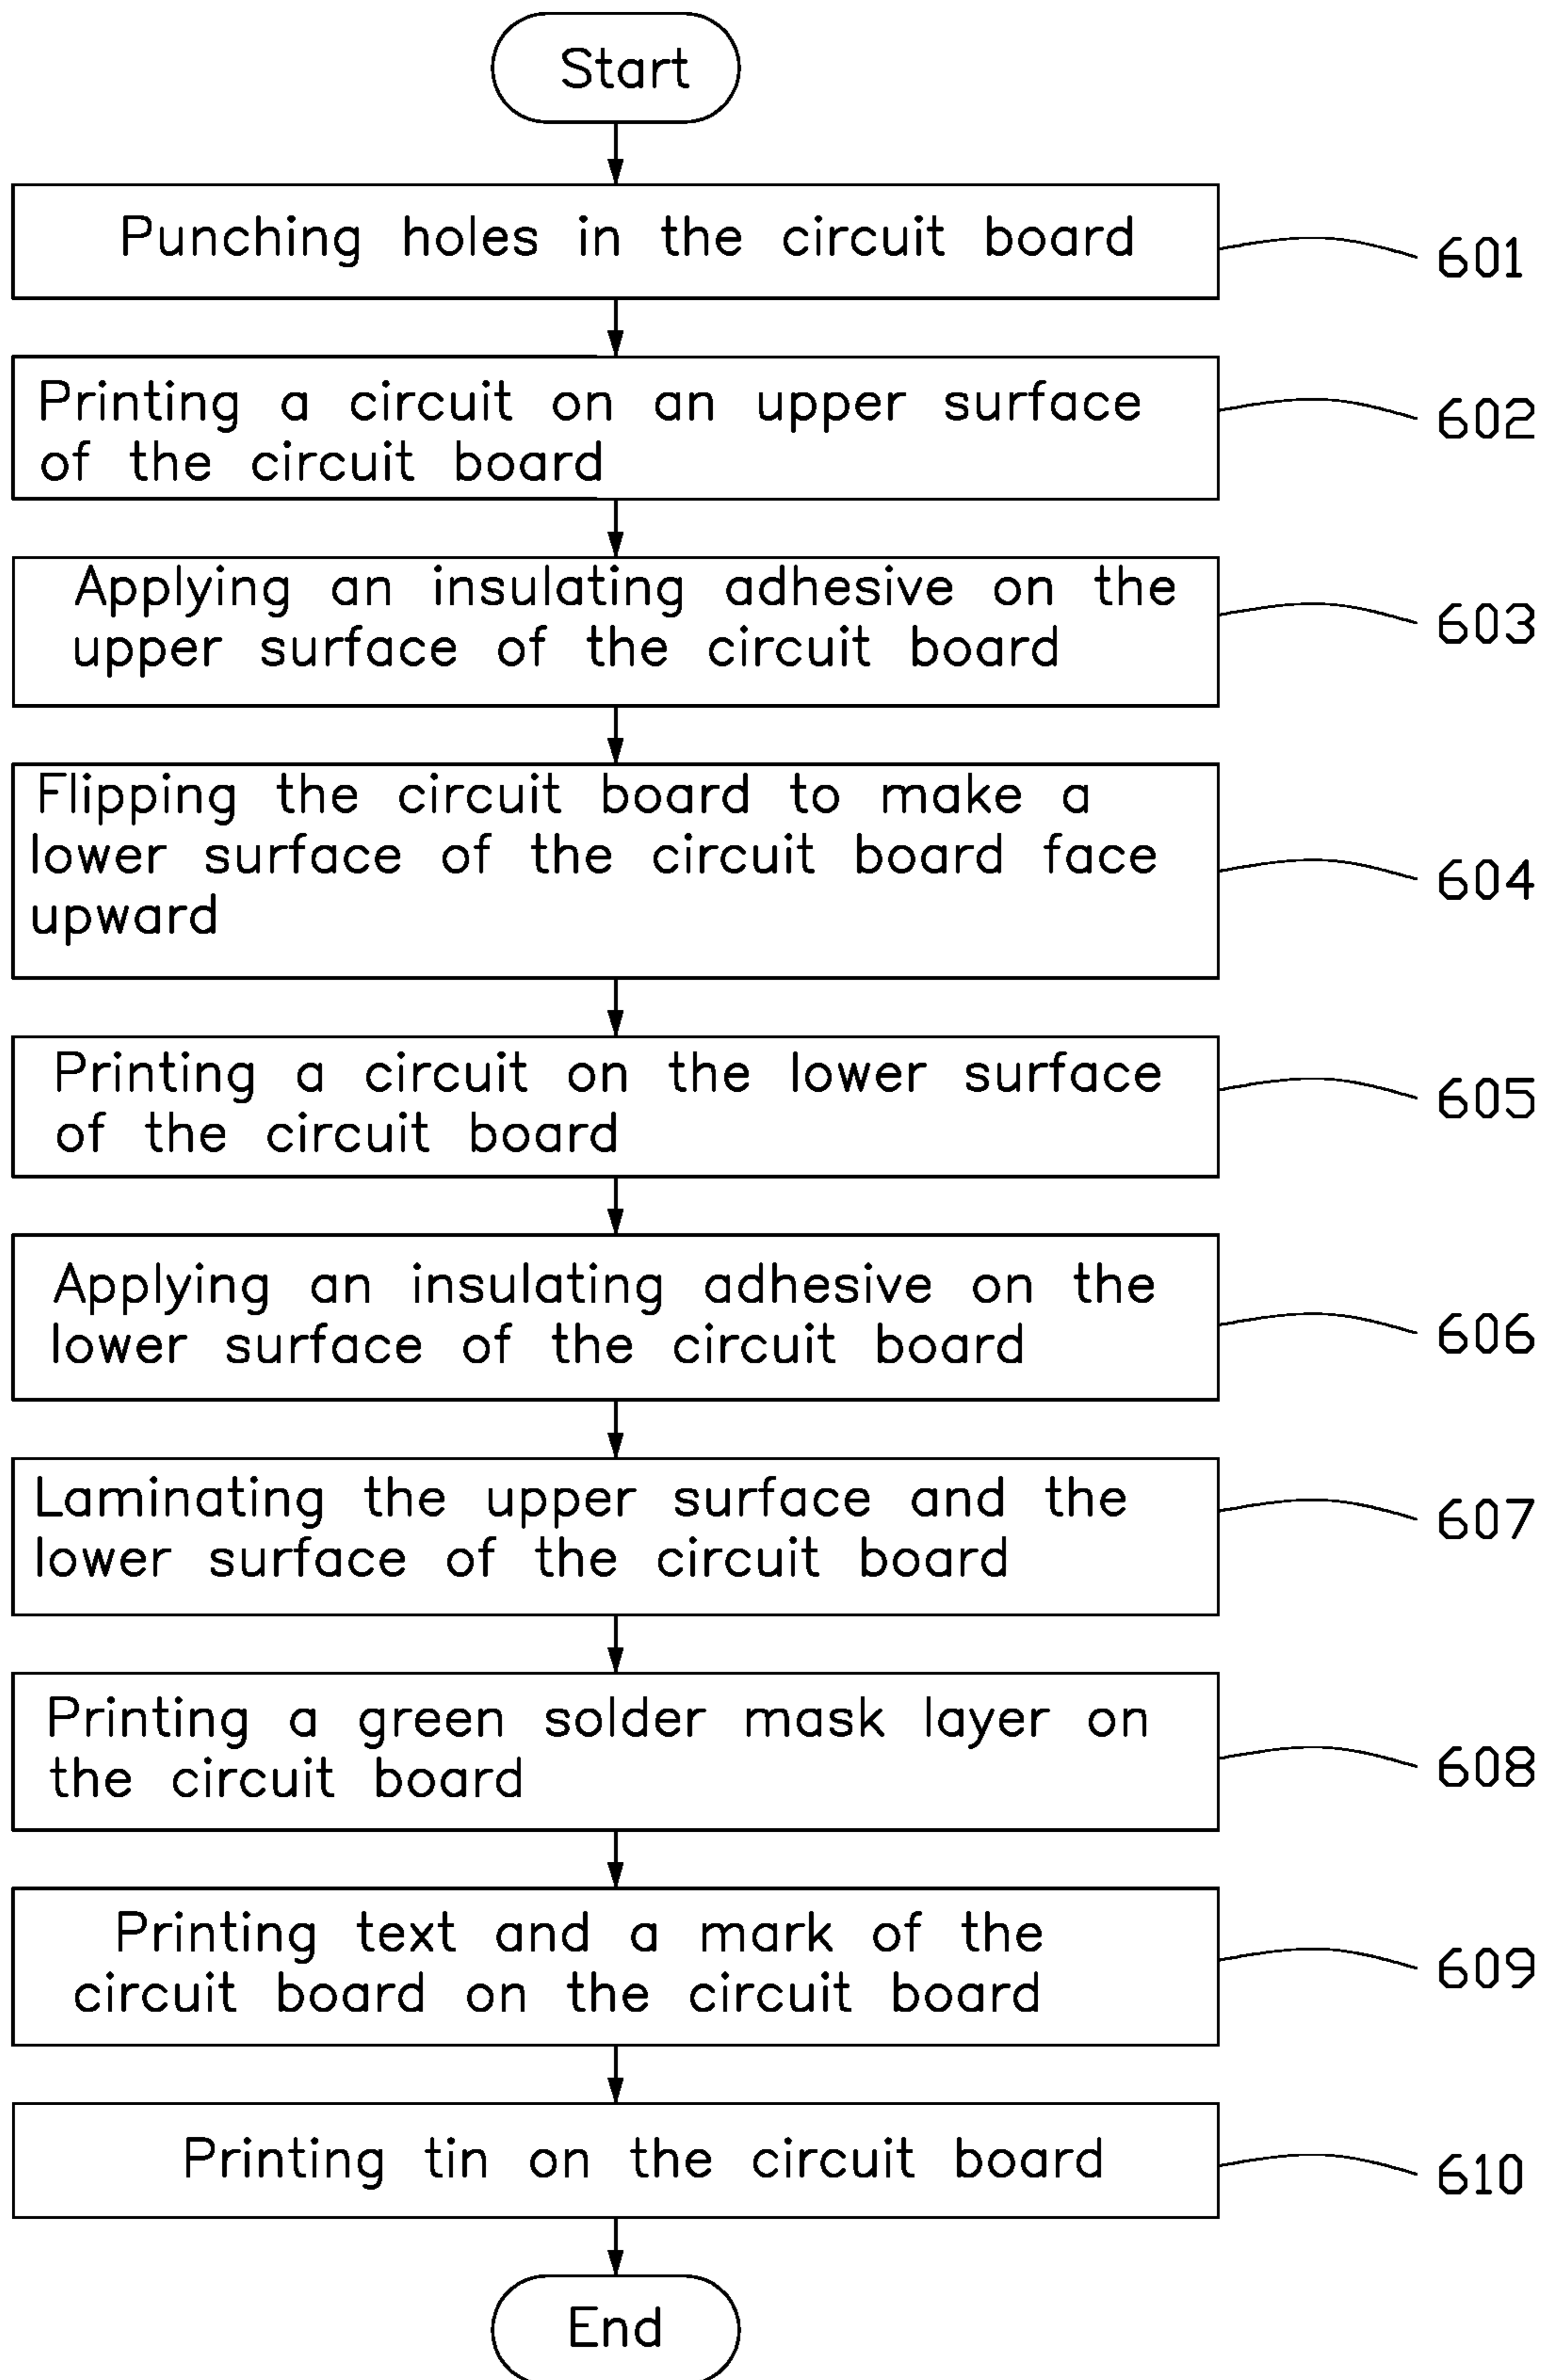 Start
Punching holes in the circuit board
601
Printing a circuit on an upper surface
of the circuit board
602
Applying an insulating adhesive on the
upper surface of the circuit board
603
Flipping the circuit board to make a
lower surface of the circuit board face
upward
604
Printing a circuit on the lower surface
of the circuit board
605
Applying an insulating adhesive on the
lower surface of the circuit board
606
Laminating the upper surface and the
lower surface of the circuit board
607
Printing a green solder mask layer on
the circuit board
608
Printing text and a mark of the
circuit board on the circuit board
609
Printing tin on the circuit board
610
End